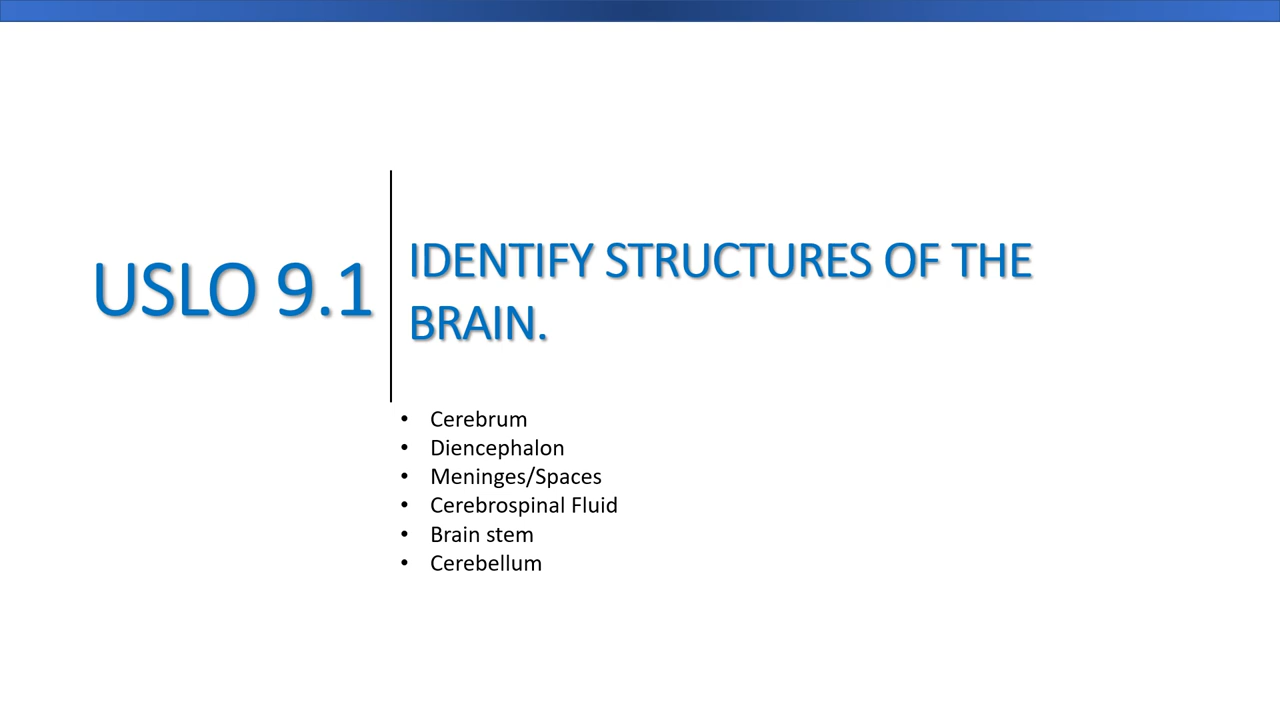 USLO 9.1
IDENTIFY STRUCTURES OF THE
BRAIN.
• Cerebrum
• Diencephalon
• Meninges/Spaces
• Cerebrospinal Fluid
• Brain stem
• Cerebellum